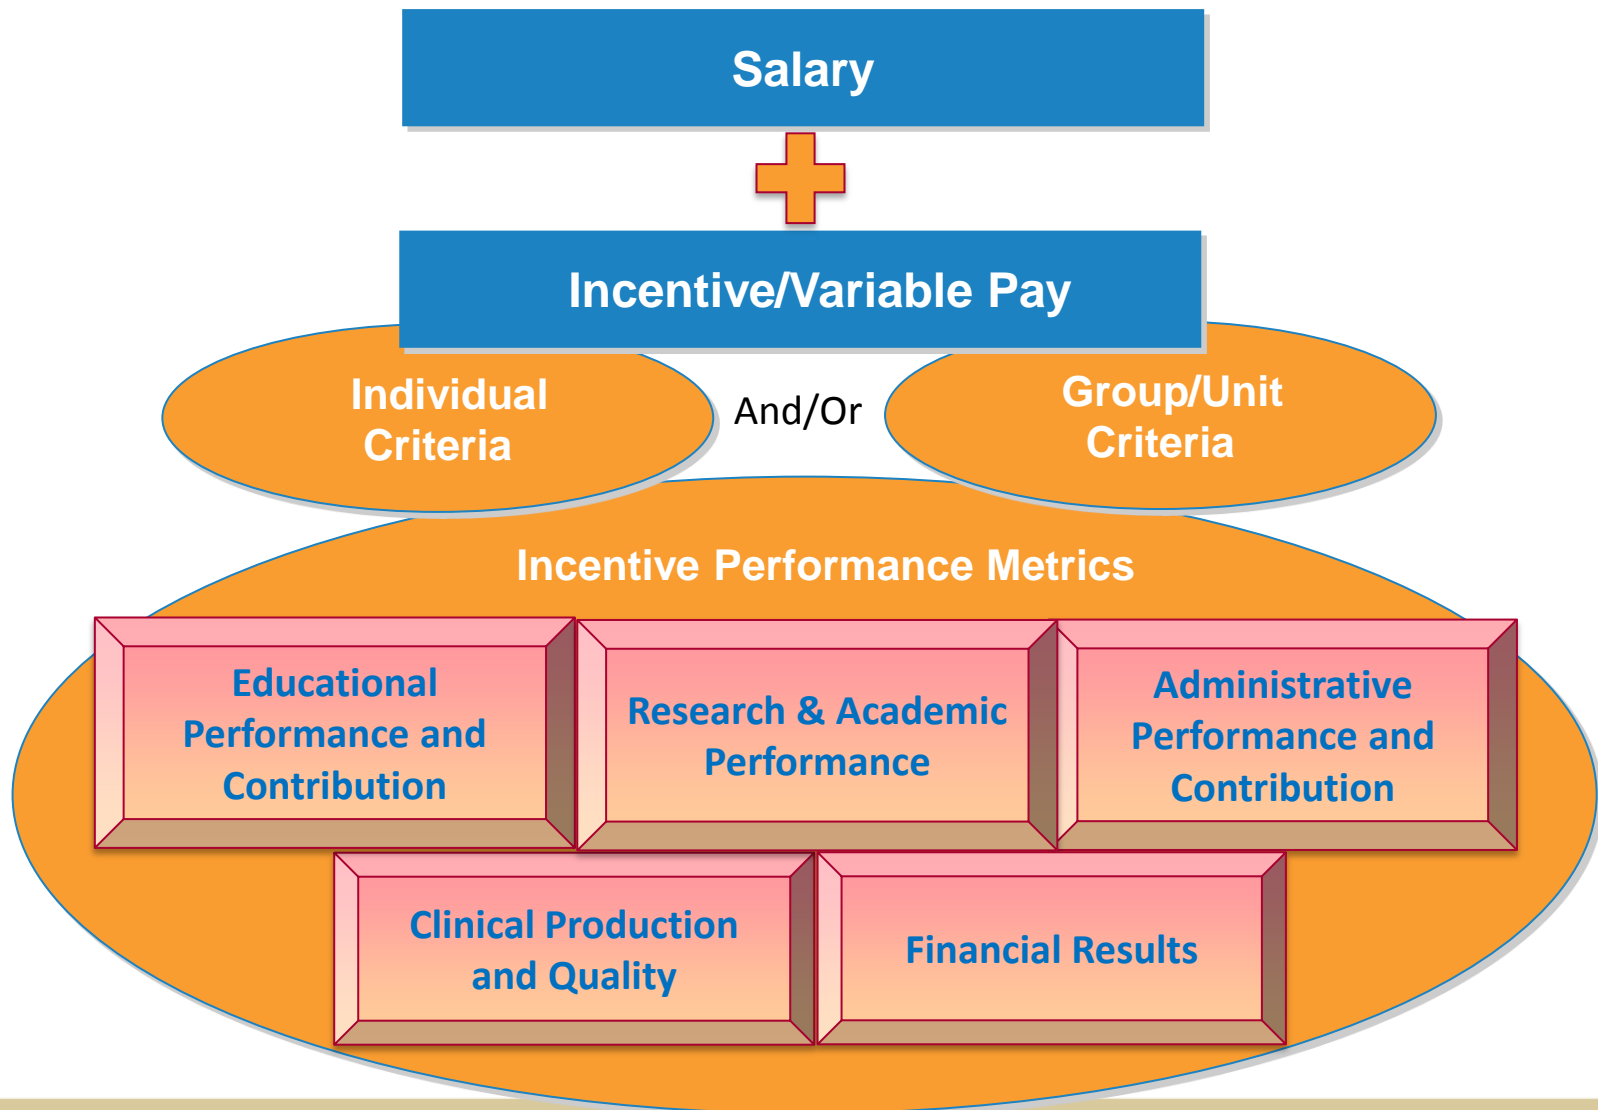 Salary
Incentive/Variable Pay
Individual
Criteria
And/Or
Group/Unit
Criteria
Incentive Performance Metrics
Educational
Performance and
Contribution
Research & Academic
Performance
Administrative
Performance and
Contribution
Clinical Production
and Quality
Financial Results